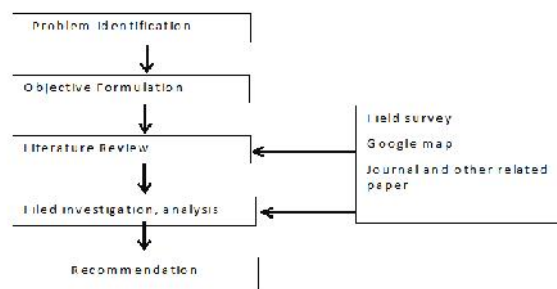 Problem Identification
Objective Formulation
Literature Review
Filed investigation, analysis
Recommendation
Field survey
Google map
Journal and other related
paper